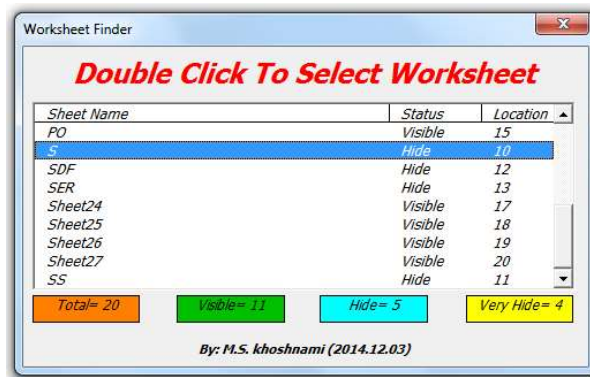 Worksheet Finder
Double Click To Select Worksheet
Sheet Name Status Location
PO Visible 15
S Hide 10
SDF Hide 12
SER Hide 13
Sheet24 Visible 17
Sheet25 Visible 18
Sheet26 Visible 19
Sheet27 Visible 20
SS Hide 11
Total= 20 Visible= 11 Hide= 5 Very Hide= 4
By: M.S. khoshnami (2014.12.03)